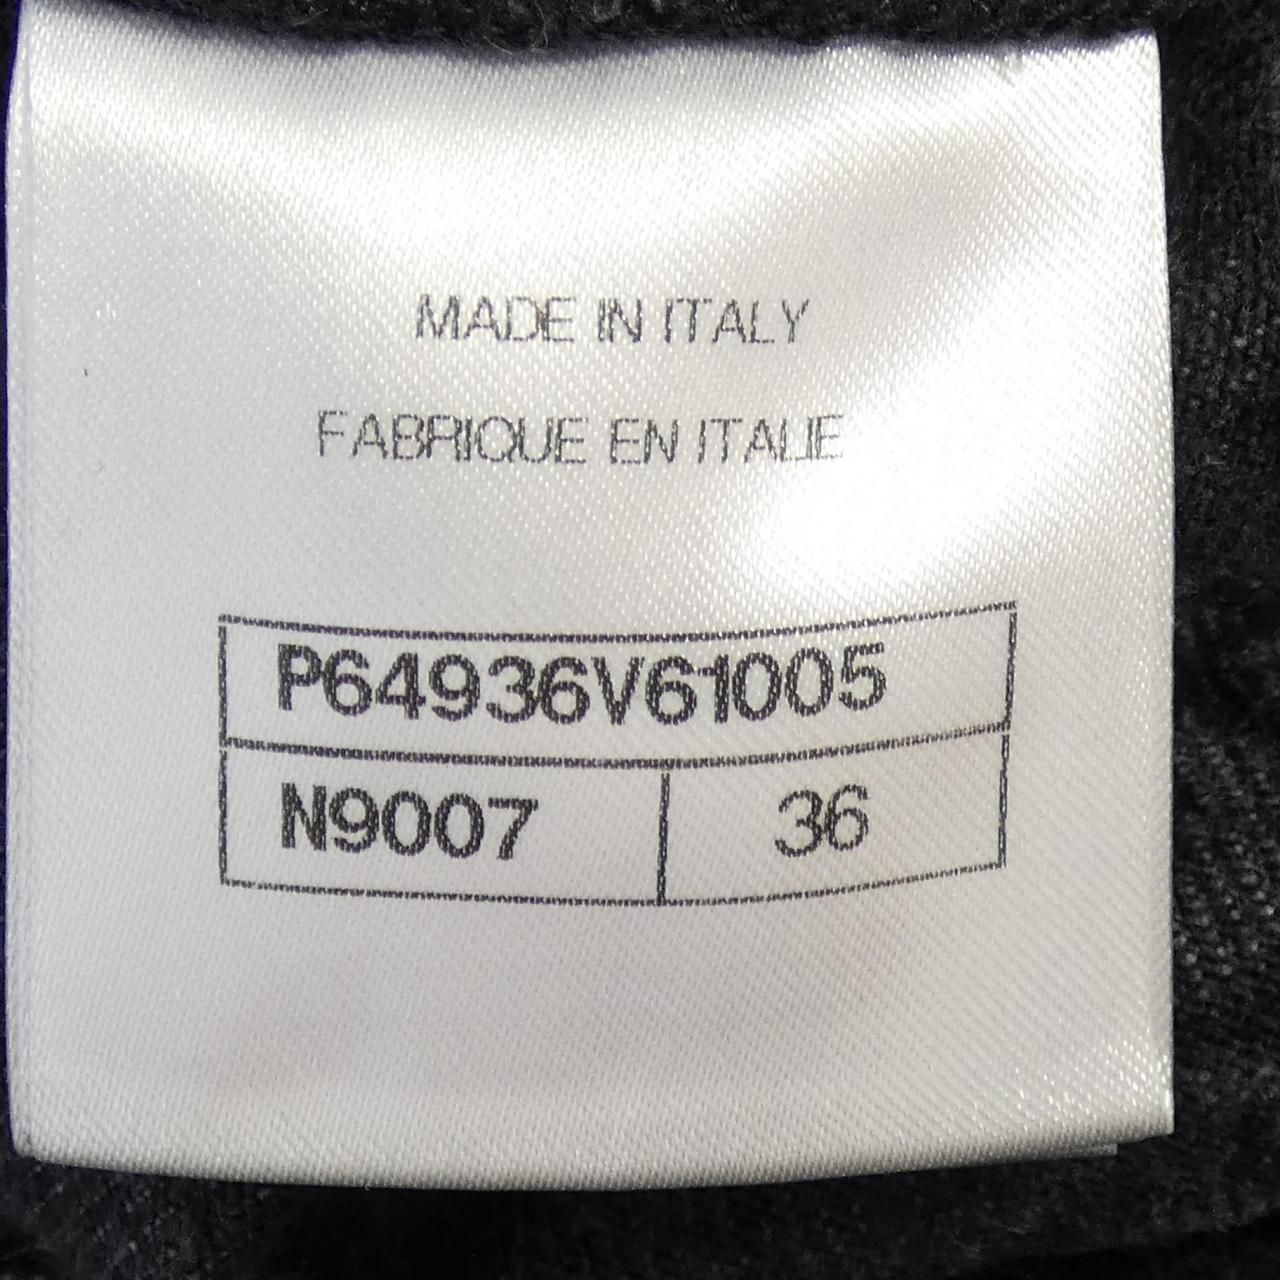 MADE IN ITALY
FABRIQUE EN ITALIE
P64936V61005
N9007 36